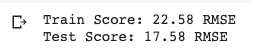 Train Score: 22.58 RMSE
Test Score: 17.58 RMSE